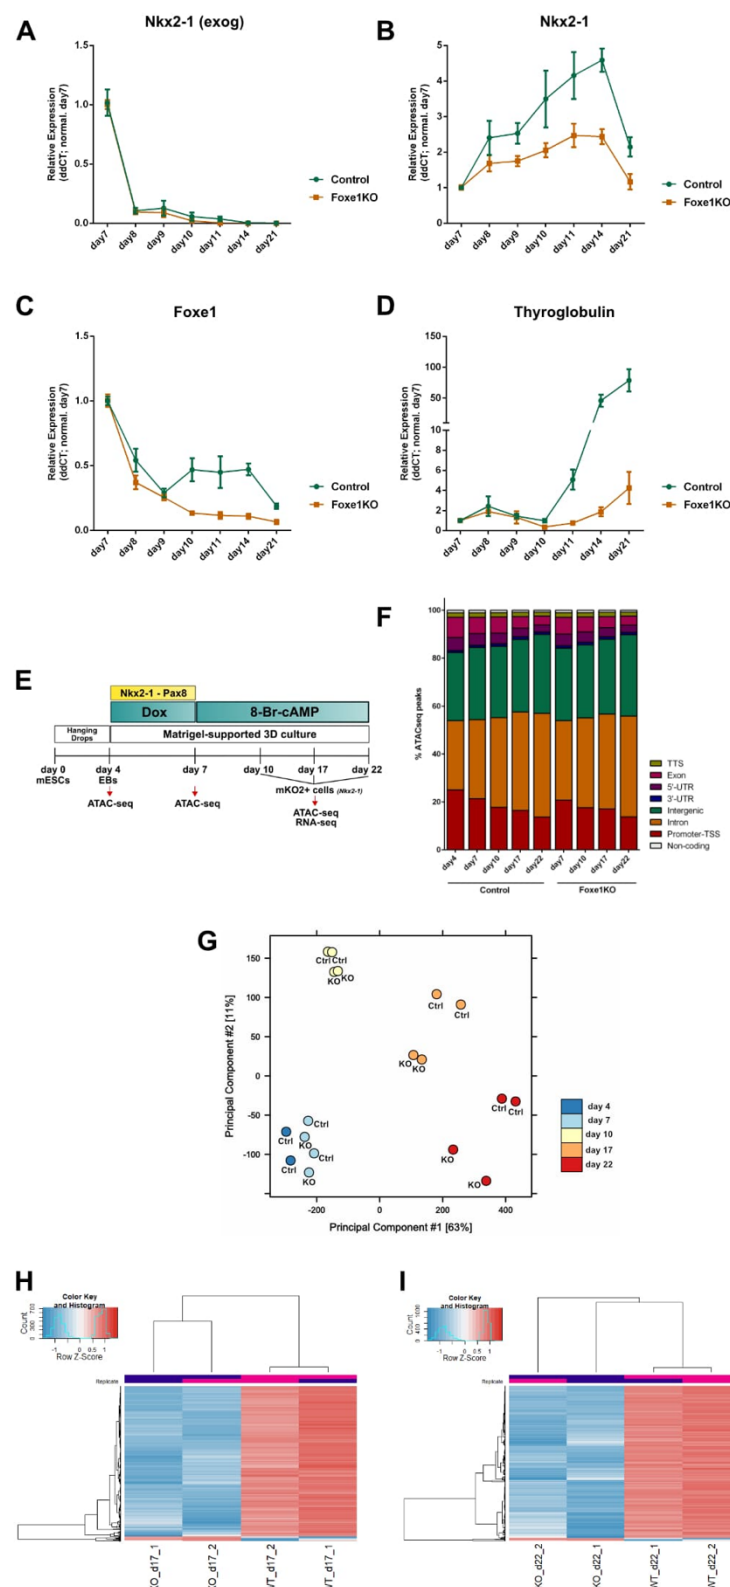 A
Nkx2-1 (exog)
Relative Expression
(ddCT; normal. day7)
1.5
1.0
0.5
0.0
day7
day8
day9
day10
day11
day14
day21
Control
Foxe1KO
B
Nkx2-1
Relative Expression
(ddCT; normal. day7)
5
4
3
2
1
0
day7
day8
day9
day10
day11
day14
day21
Control
Foxe1KO
C
Foxe1
Relative Expression
(ddCT; normal. day7)
1.5
1.0
0.5
0.0
day7
day8
day9
day10
day11
day14
day21
Control
Foxe1KO
D
Thyroglobulin
Relative Expression
(ddCT; normal. day7)
150
100
50
10
8
6
4
2
0
day7
day8
day9
day10
day11
day14
day21
Control
Foxe1KO
E
Nkx2-1 - Pax8
Dox
8-Br-cAMP
Hanging
Drops
Matrigel-supported 3D culture
day 0
mESCs
day 4
EBs
day 7
day 10
day 17
day 22
mKO2+ cells (Nkx2-1)
ATAC-seq
ATAC-seq
ATAC-seq
RNA-seq
F
% ATACseq peaks
100
80
60
40
20
0
day4
day7
day10
day17
day22
day7
day10
day17
day22
Control
Foxe1KO
TTS
Exon
5'-UTR
3'-UTR
Intergenic
Intron
Promoter-TSS
Non-coding
G
Principal Component #2 [11%]
150
100
50
0
-50
-100
-200
0
200
400
Principal Component #1 [63%]
Ctrl Ctrl
KO KO
Ctrl
Ctrl
KO
KO
Ctrl
Ctrl
KO
KO
Ctrl
Ctrl
KO
Ctrl
Ctrl
KO
day 4
day 7
day 10
day 17
day 22
H
Color Key
and Histogram
Count
0 300 700
-1 0 1
Row Z-Score
Replicate
KO_d17_1
KO_d17_2
WT_d17_2
WT_d17_1
I
Color Key
and Histogram
Count
-1 0 1
Row Z-Score
Replicate
KO_d22_2
KO_d22_1
WT_d22_1
WT_d22_2